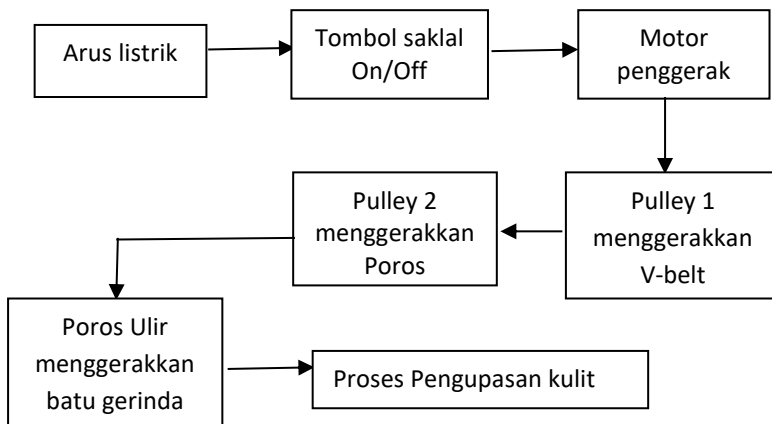 Arus listrik
Tombol saklal
On/Off
Motor
penggerak
Pulley 1
menggerakkan
V-belt
Pulley 2
menggerakkan
Poros
Poros Ulir
menggerakkan
batu gerinda
Proses Pengupasan kulit